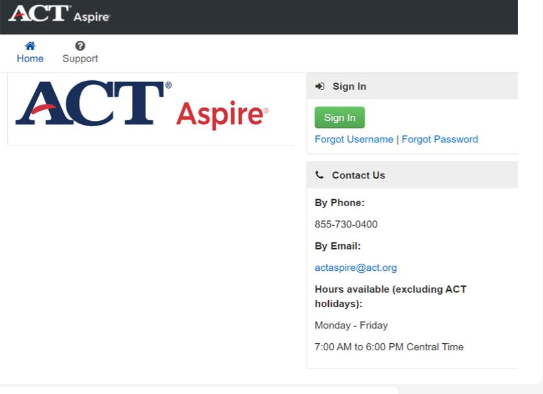 ACT Aspire
Home Support
ACT® Aspire®
Sign In
Sign In
Forgot Username | Forgot Password
Contact Us
By Phone:
855-730-0400
By Email:
actaspire@act.org
Hours available (excluding ACT
holidays):
Monday - Friday
7:00 AM to 6:00 PM Central Time